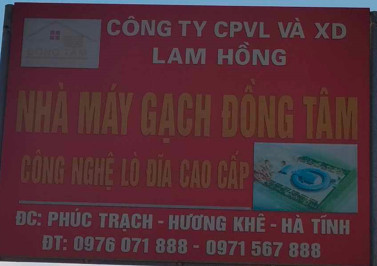 CÔNG TY CPVL VÀ XD
LAM HỒNG
NHÀ MÁY GẠCH ĐỒNG TÂM
CÔNG NGHỆ LÒ ĐĨA CAO CẤP
ĐC: PHÚC TRẠCH - HƯƠNG KHÊ - HÀ TĨNH
ĐT: 0976 071 888 - 0971 567 888